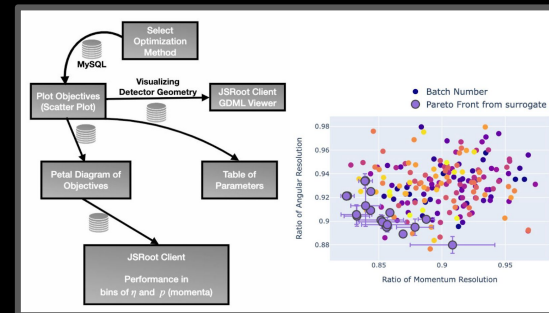 Select
Optimization
Method
MySQL
Visualizing
Detector Geometry
Plot Objectives
(Scatter Plot)
JSRoot Client
GDML Viewer
Petal Diagram of
Objectives
Table of
Parameters
JSRoot Client
Performance in
bins of η and p (momenta)
Batch Number
Pareto Front from surrogate
Ratio of Angular Resolution
0.98
0.96
0.94
0.92
0.9
0.88
0.85
0.9
0.95
Ratio of Momentum Resolution